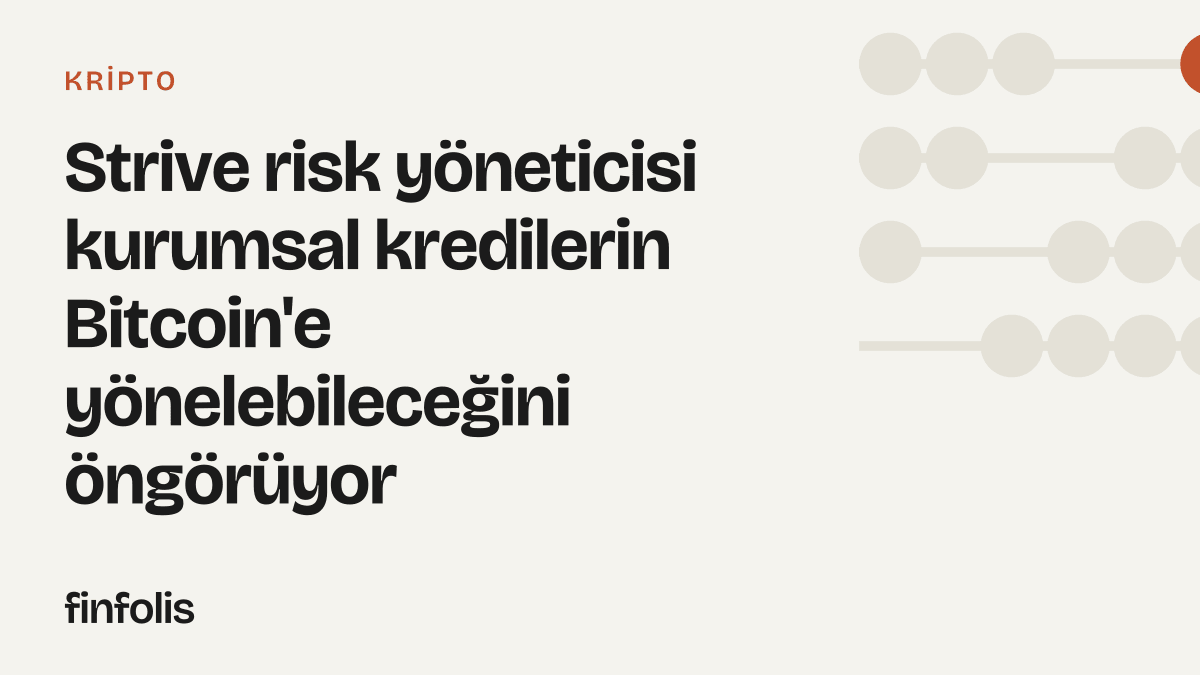 KRİPTO
Strive risk yöneticisi
kurumsal kredilerin
Bitcoin'e
yönelebileceğini
öngörüyor
finfolis